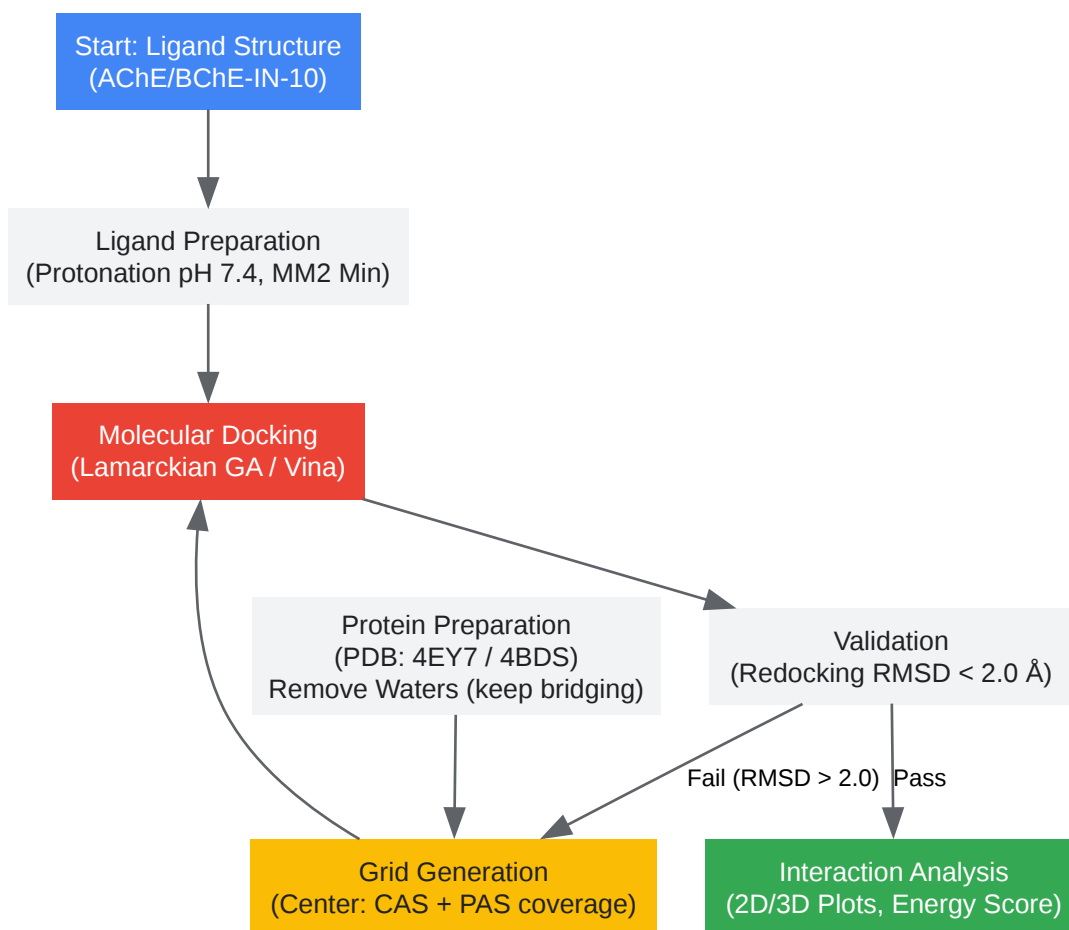 Start: Ligand Structure
(AChE/BChE-IN-10)
Ligand Preparation
(Protonation pH 7.4, MM2 Min)
Molecular Docking
(Lamarckian GA / Vina)
Protein Preparation
(PDB: 4EY7 / 4BDS)
Remove Waters (keep bridging)
Validation
(Redocking RMSD < 2.0 Å)
Fail (RMSD > 2.0)
Pass
Grid Generation
(Center: CAS + PAS coverage)
Interaction Analysis
(2D/3D Plots, Energy Score)